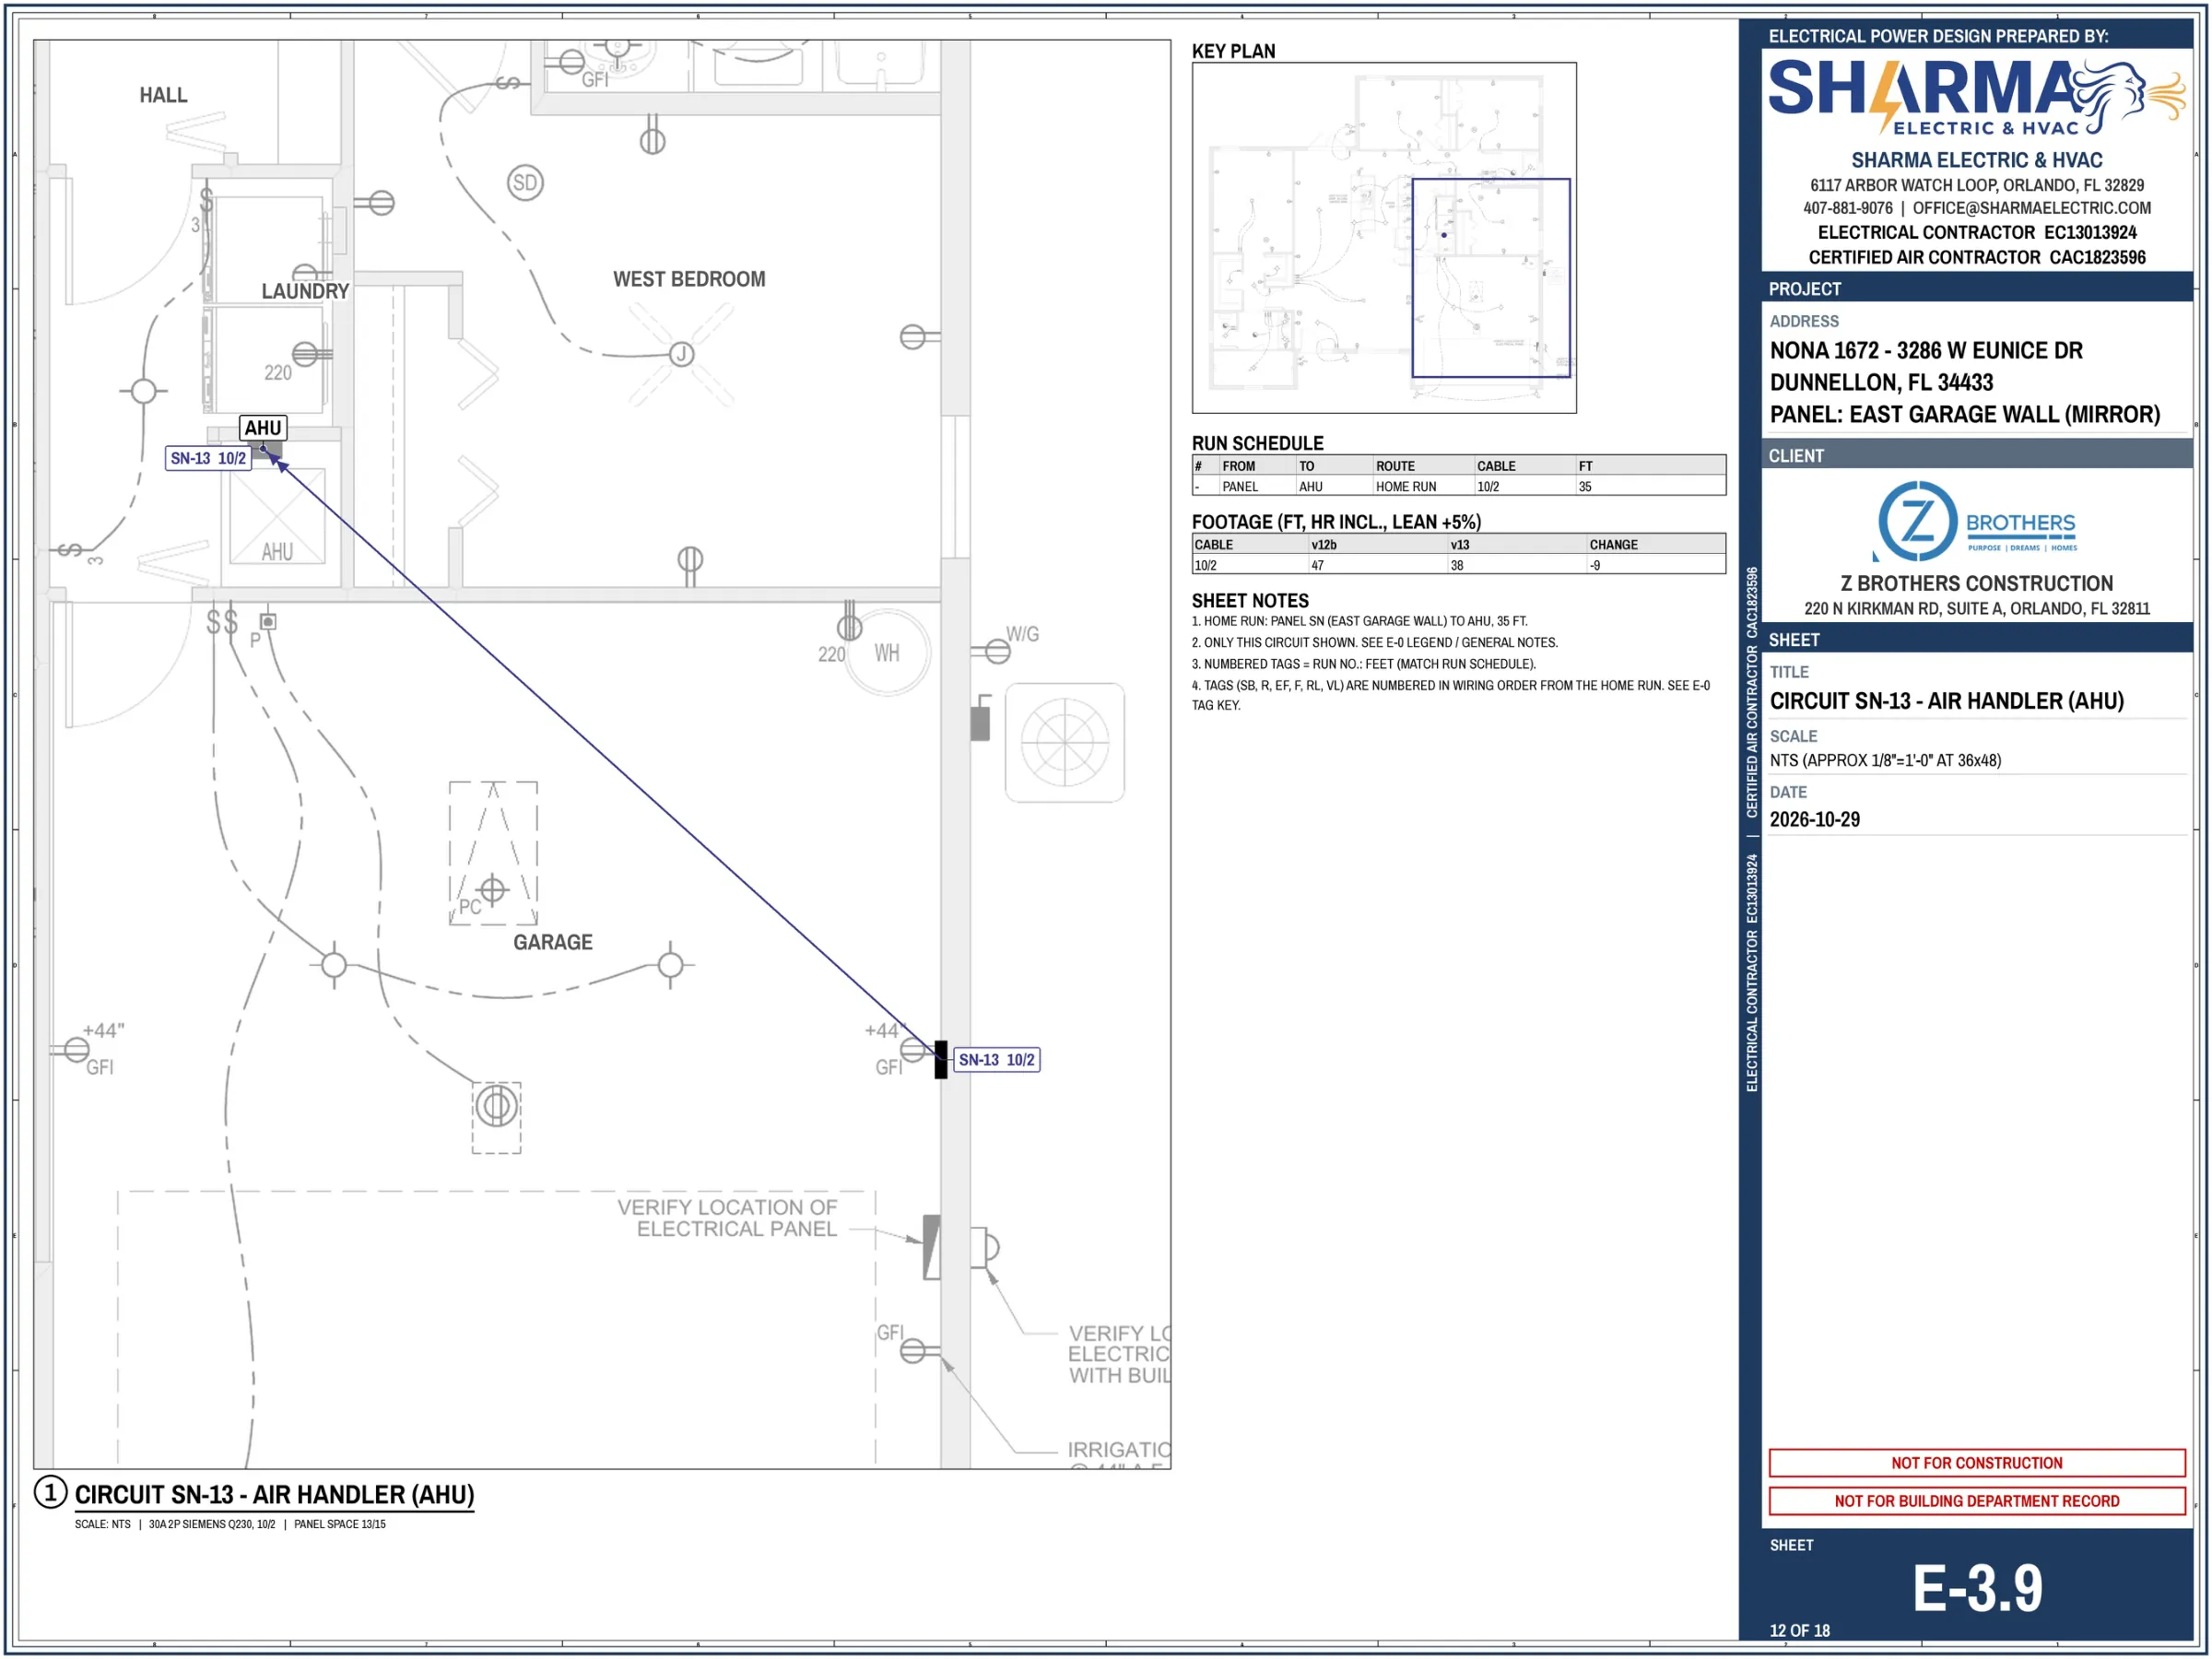 HALL
GFI
SD
3
LAUNDRY
WEST BEDROOM
220
J
AHU
SN-13 10/2
AHU
3
S S
P
220
WH
W/G
PC
GARAGE
+44"
GFI
+44"
GFI
SN-13 10/2
VERIFY LOCATION OF
ELECTRICAL PANEL
GFI
VERIFY LO
ELECTRIC
WITH BUIL
IRRIGATIO
1 CIRCUIT SN-13 - AIR HANDLER (AHU)
SCALE: NTS | 30A 2P SIEMENS Q230, 10/2 | PANEL SPACE 13/15
KEY PLAN
RUN SCHEDULE
# FROM TO ROUTE CABLE FT
- PANEL AHU HOME RUN 10/2 35
FOOTAGE (FT, HR INCL., LEAN +5%)
CABLE v12b v13 CHANGE
10/2 47 38 -9
SHEET NOTES
1. HOME RUN: PANEL SN (EAST GARAGE WALL) TO AHU, 35 FT.
2. ONLY THIS CIRCUIT SHOWN. SEE E-0 LEGEND / GENERAL NOTES.
3. NUMBERED TAGS = RUN NO.: FEET (MATCH RUN SCHEDULE).
4. TAGS (SB, R, EF, F, RL, VL) ARE NUMBERED IN WIRING ORDER FROM THE HOME RUN. SEE E-0
TAG KEY.
ELECTRICAL CONTRACTOR EC13013924 | CERTIFIED AIR CONTRACTOR CAC1823596
ELECTRICAL POWER DESIGN PREPARED BY:
SHARMA
ELECTRIC & HVAC
SHARMA ELECTRIC & HVAC
6117 ARBOR WATCH LOOP, ORLANDO, FL 32829
407-881-9076 | OFFICE@SHARMAELECTRIC.COM
ELECTRICAL CONTRACTOR EC13013924
CERTIFIED AIR CONTRACTOR CAC1823596
PROJECT
ADDRESS
NONA 1672 - 3286 W EUNICE DR
DUNNELLON, FL 34433
PANEL: EAST GARAGE WALL (MIRROR)
CLIENT
Z BROTHERS
PURPOSE | DREAMS | HOMES
Z BROTHERS CONSTRUCTION
220 N KIRKMAN RD, SUITE A, ORLANDO, FL 32811
SHEET
TITLE
CIRCUIT SN-13 - AIR HANDLER (AHU)
SCALE
NTS (APPROX 1/8"=1'-0" AT 36x48)
DATE
2026-10-29
NOT FOR CONSTRUCTION
NOT FOR BUILDING DEPARTMENT RECORD
SHEET
E-3.9
12 OF 18